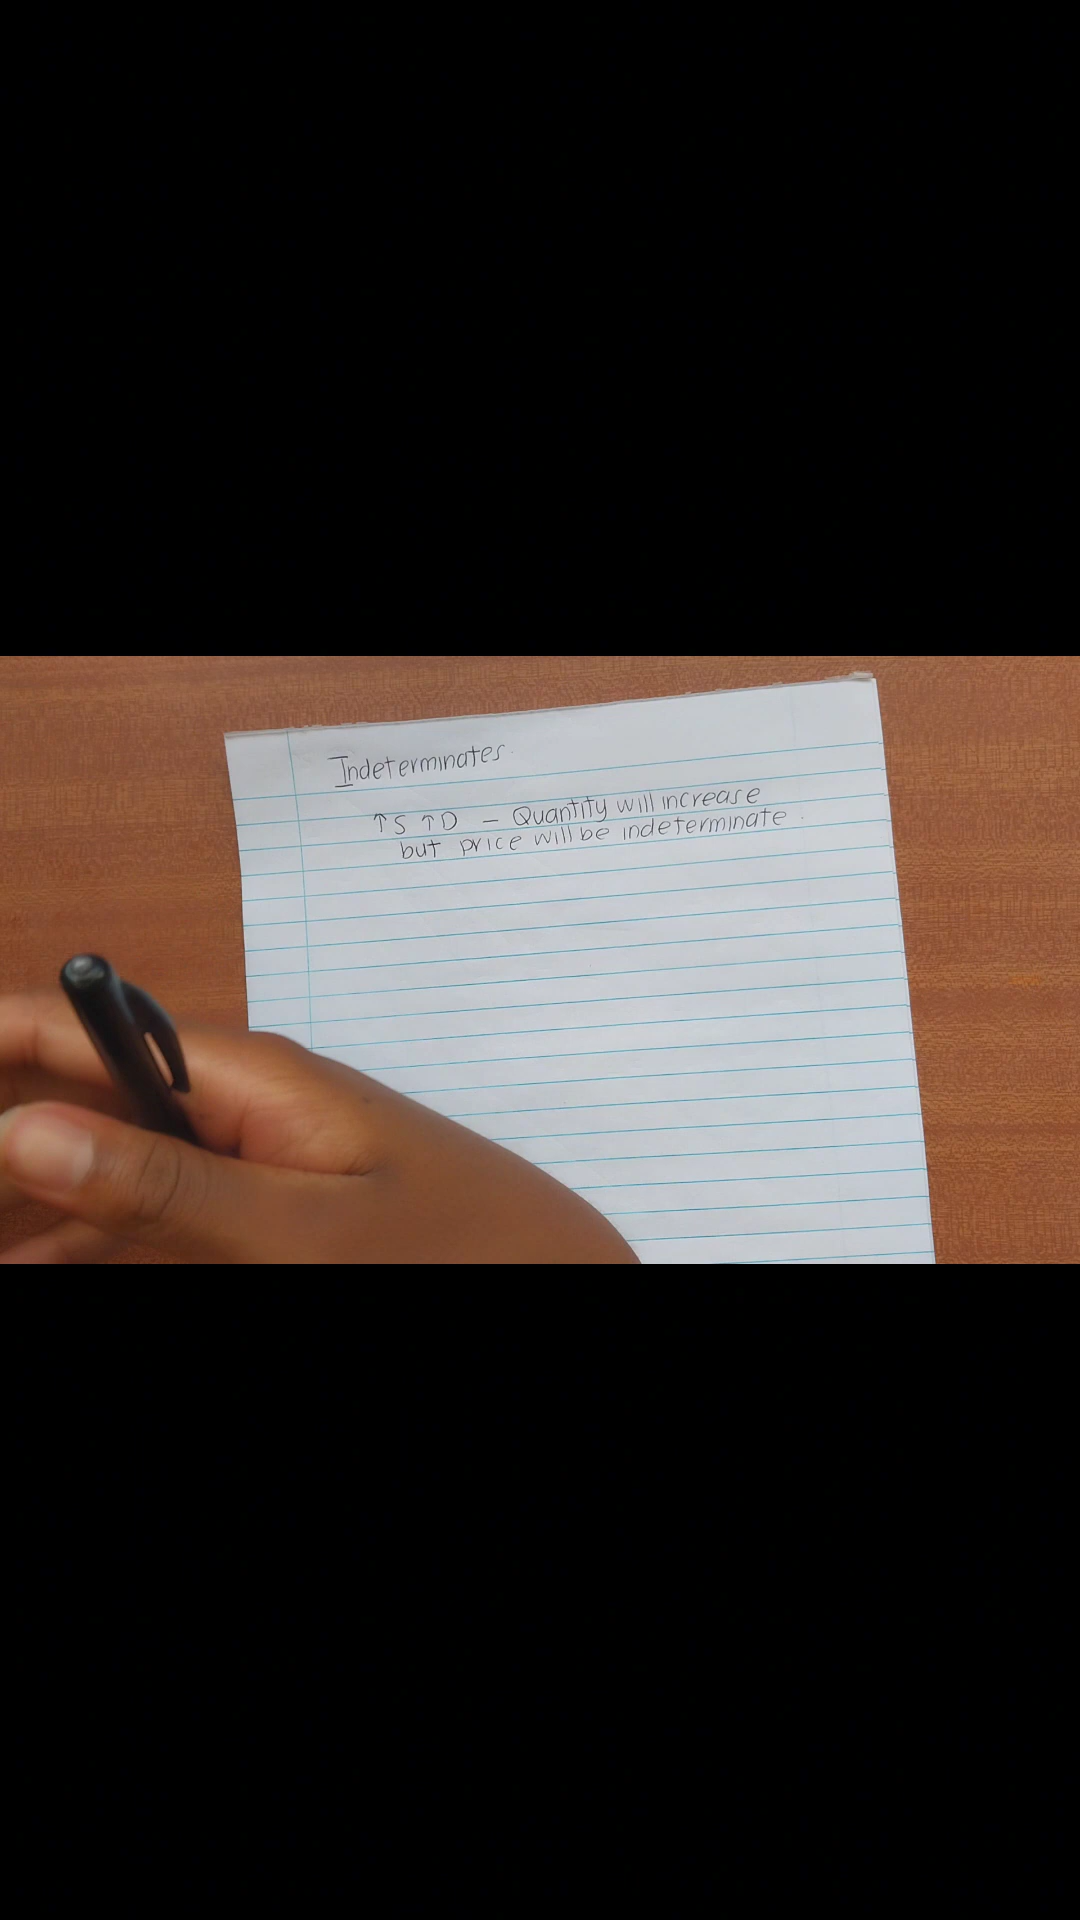 Indeterminates.
↑S ↑D – Quantity will increase
but price will be indeterminate.